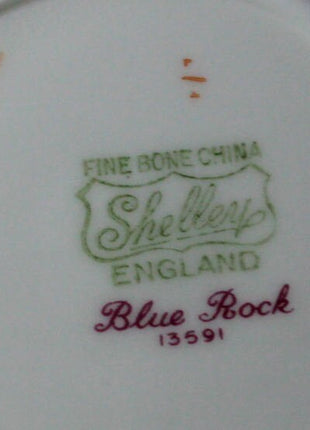 FINE BONE CHINA
Shelley
ENGLAND
Blue Rock
13591